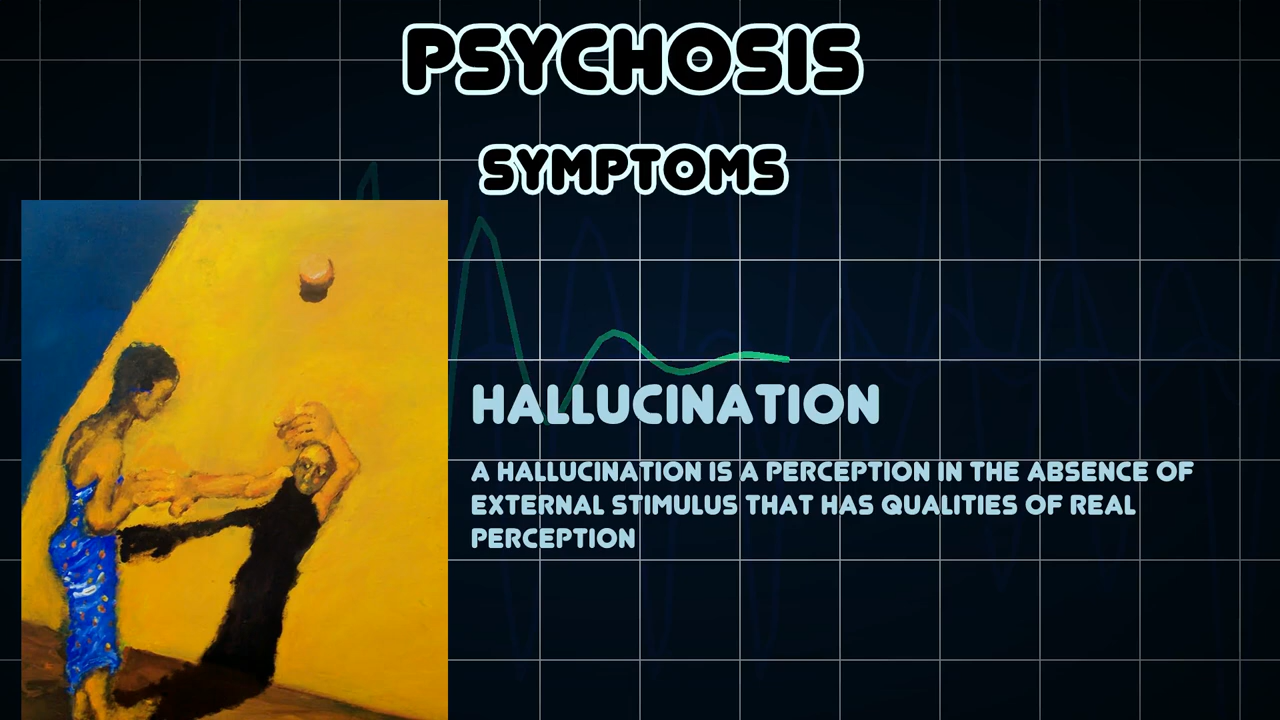 PSYCHOSIS
SYMPTOMS
HALLUCINATION
A HALLUCINATION IS A PERCEPTION IN THE ABSENCE OF
EXTERNAL STIMULUS THAT HAS QUALITIES OF REAL
PERCEPTION